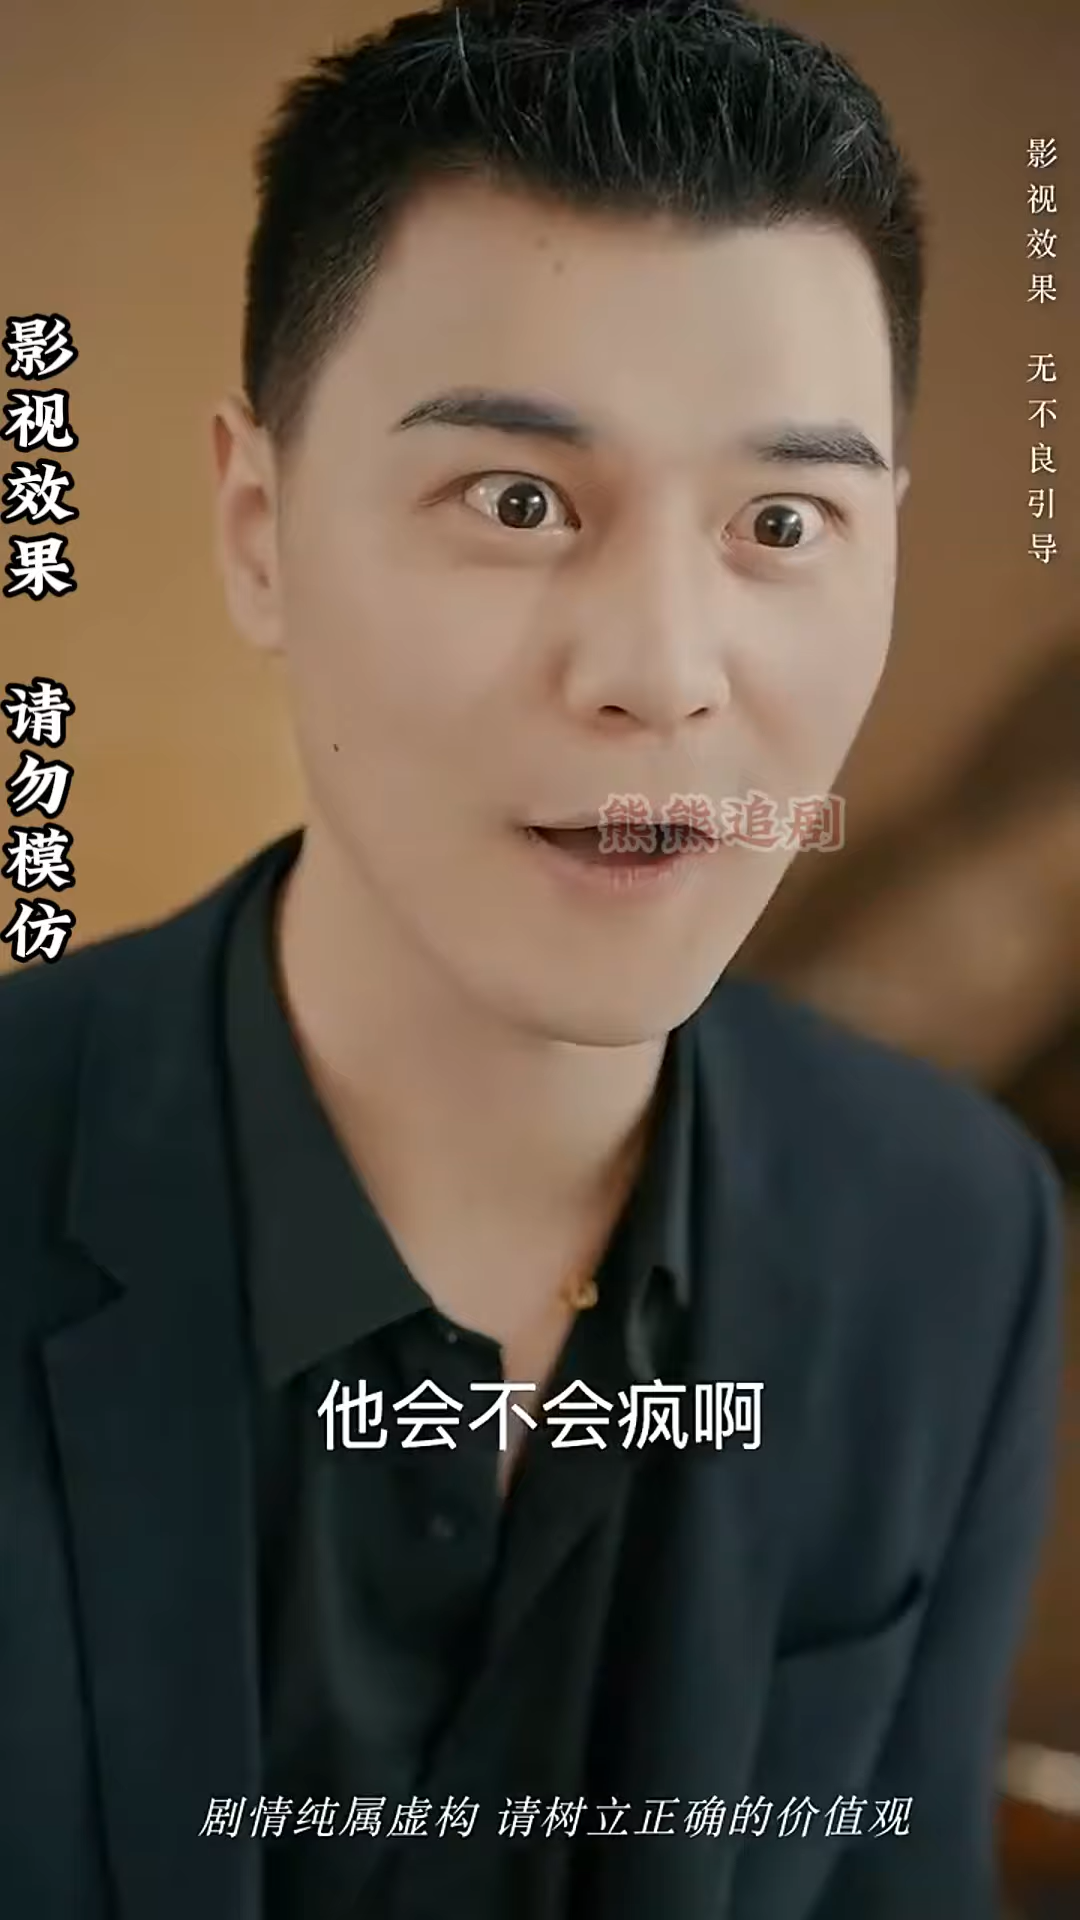 影视效果 无不良引导
影视效果 请勿模仿
熊熊追剧
他会不会疯啊
剧情纯属虚构 请树立正确的价值观